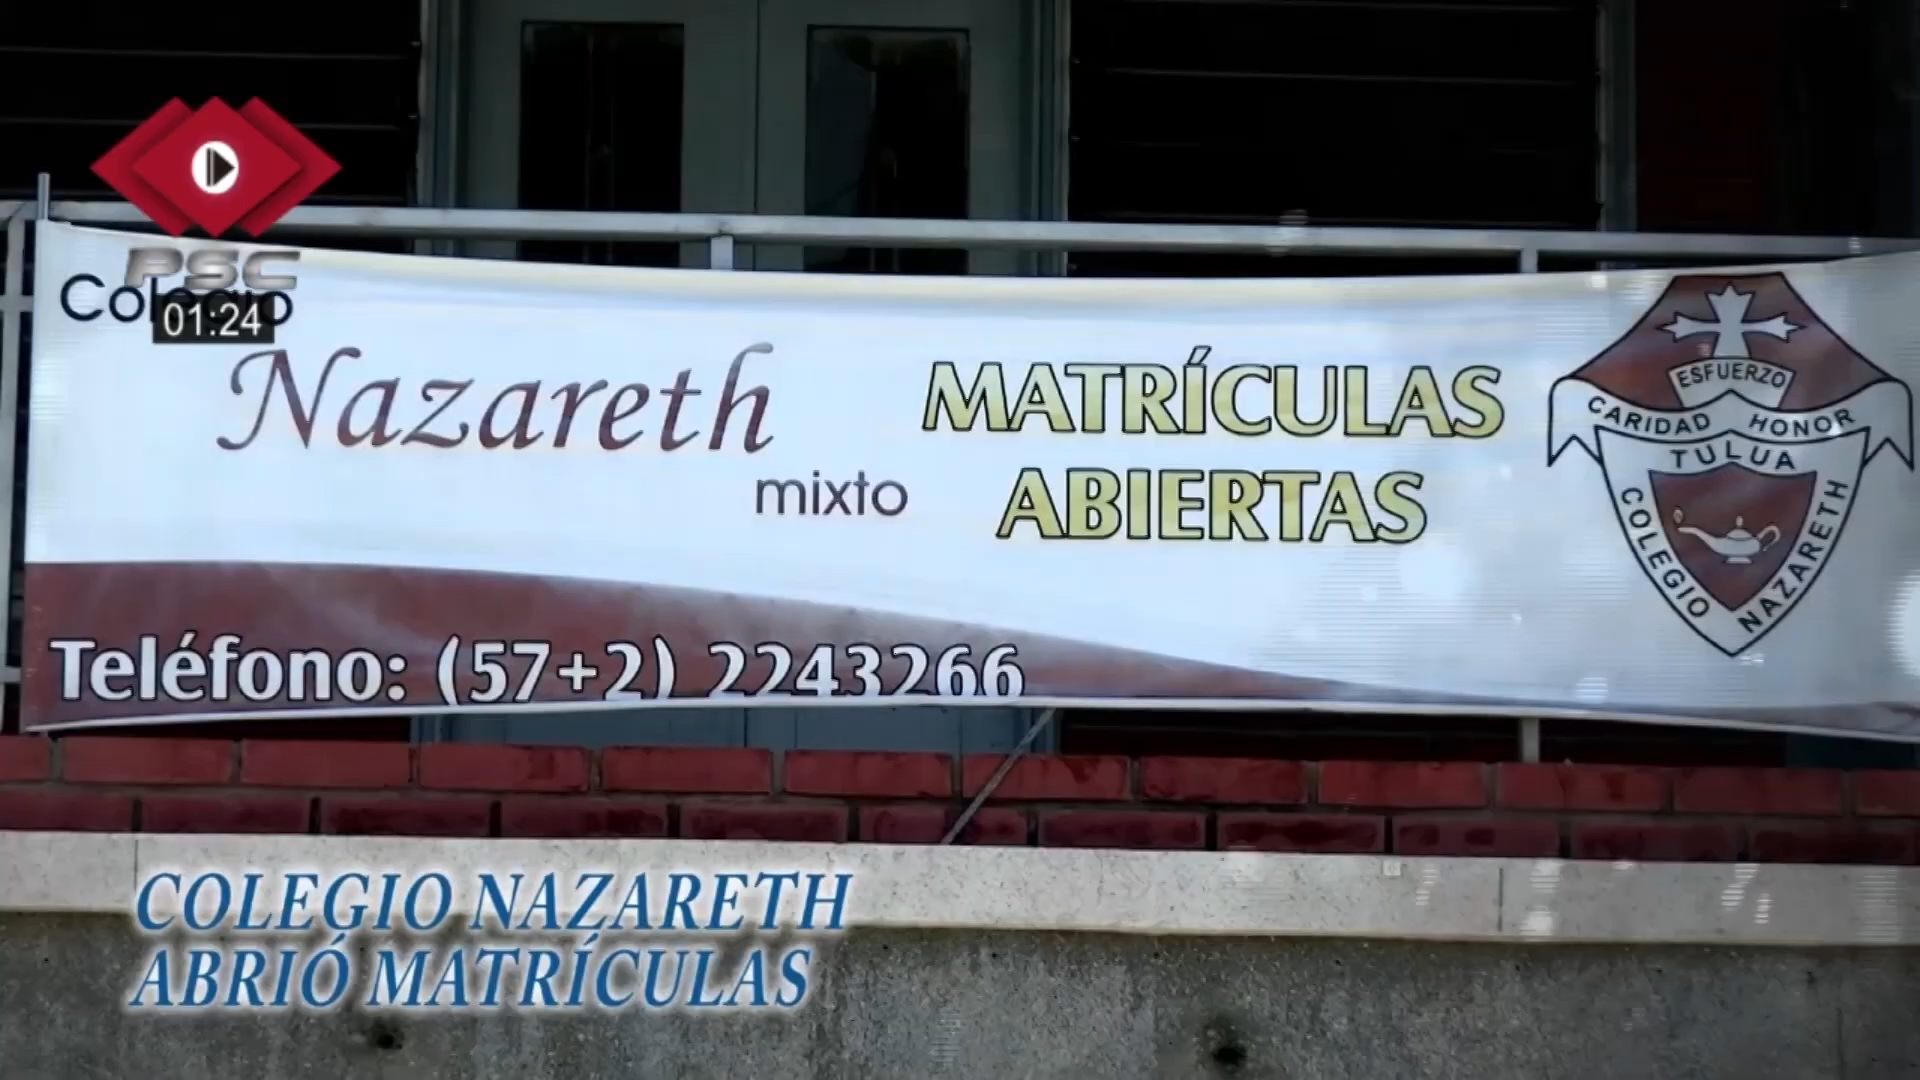 PSC
01:24
Colegio
Nazareth
mixto
MATRÍCULAS
ABIERTAS
Teléfono: (57+2) 2243266
ESFUERZO
CARIDAD HONOR
TULUA
COLEGIO NAZARETH
COLEGIO NAZARETH
ABRIÓ MATRÍCULAS